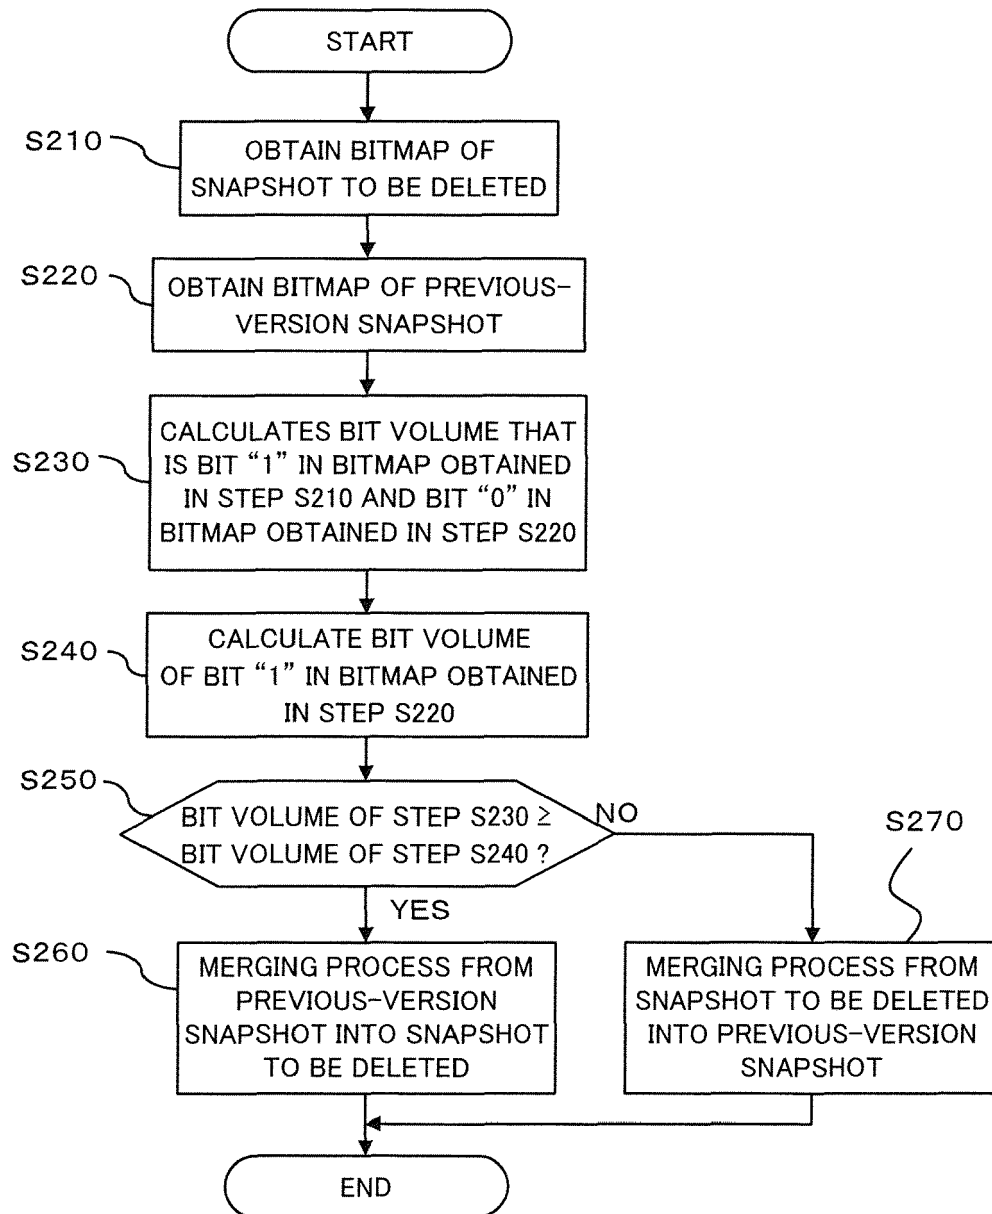 START
S210
OBTAIN BITMAP OF
SNAPSHOT TO BE DELETED
S220
OBTAIN BITMAP OF PREVIOUS-
VERSION SNAPSHOT
S230
CALCULATES BIT VOLUME THAT
IS BIT “1” IN BITMAP OBTAINED
IN STEP S210 AND BIT “0” IN
BITMAP OBTAINED IN STEP S220
S240
CALCULATE BIT VOLUME
OF BIT “1” IN BITMAP OBTAINED
IN STEP S220
S250
BIT VOLUME OF STEP S230 ≥
BIT VOLUME OF STEP S240 ?
NO
YES
S260
MERGING PROCESS FROM
PREVIOUS-VERSION
SNAPSHOT INTO SNAPSHOT
TO BE DELETED
S270
MERGING PROCESS FROM
SNAPSHOT TO BE DELETED
INTO PREVIOUS-VERSION
SNAPSHOT
END